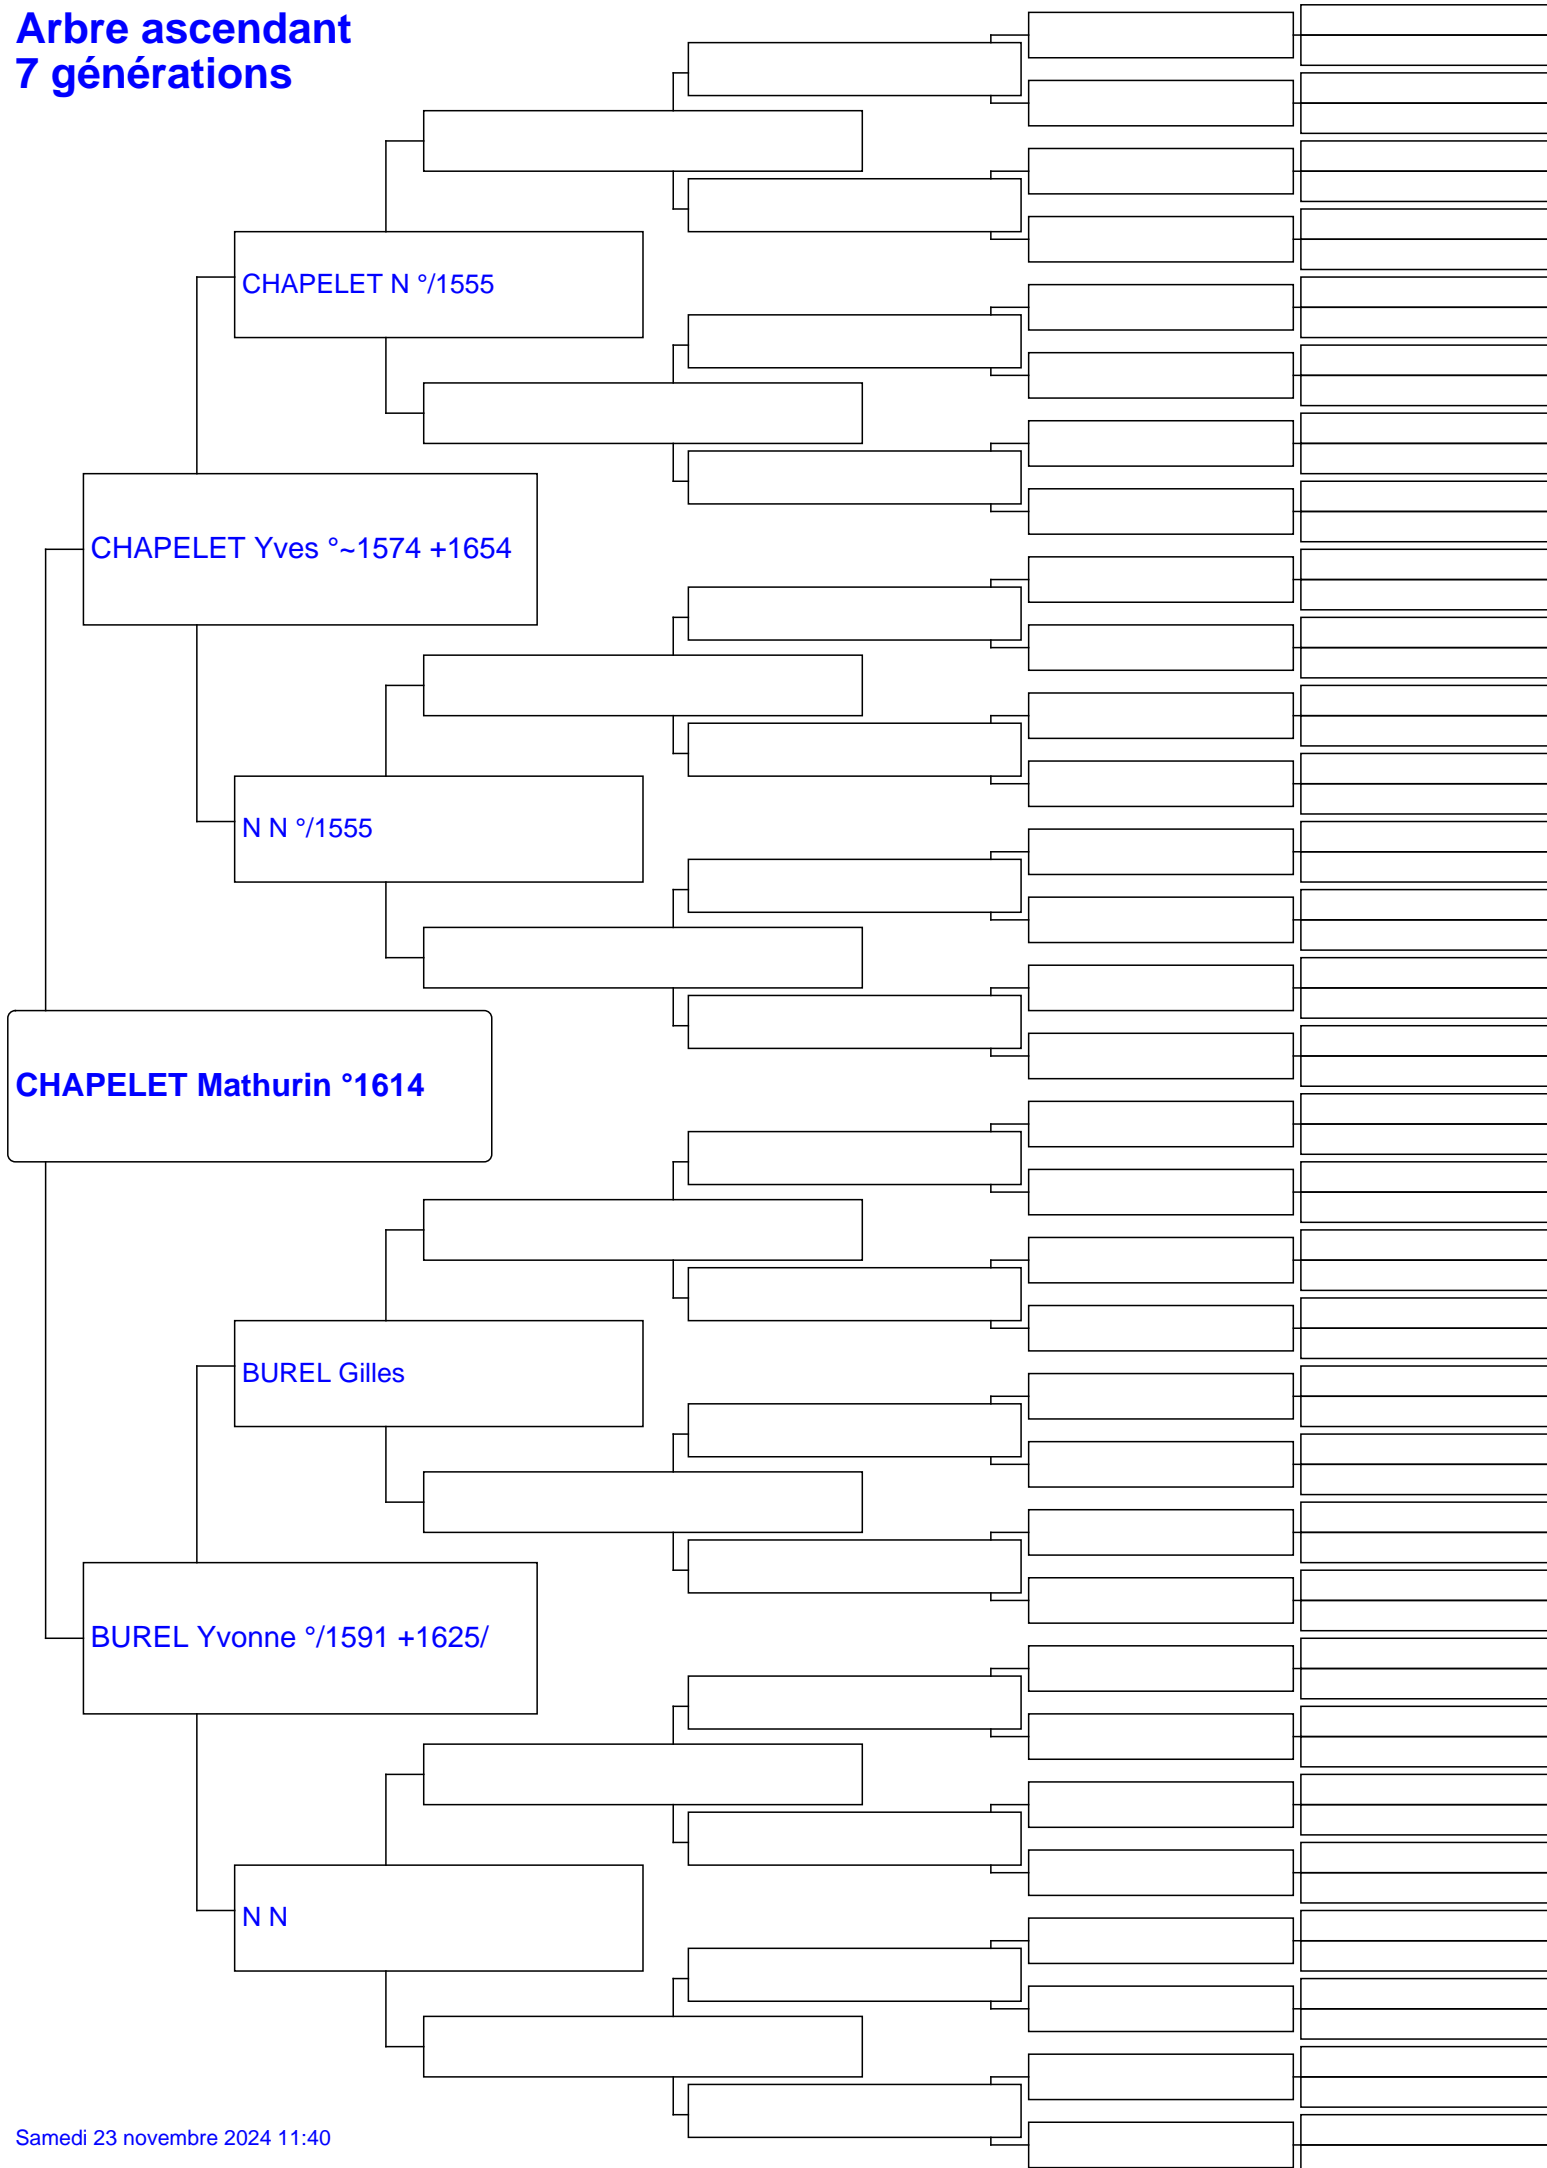 Arbre ascendant
7 générations
CHAPELET N °/1555
CHAPELET Yves °~1574 +1654
N N °/1555
CHAPELET Mathurin °1614
BUREL Gilles
BUREL Yvonne °/1591 +1625/
N N
Samedi 23 novembre 2024 11:40